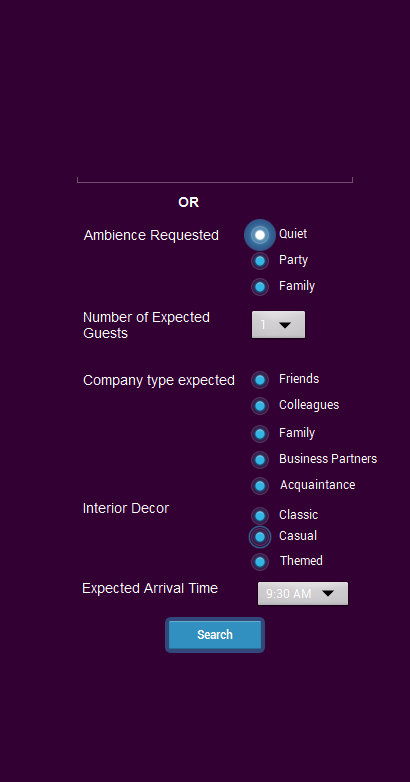 OR
Ambience Requested
Quiet
Party
Family
Number of Expected
Guests
1
Company type expected
Friends
Colleagues
Family
Business Partners
Acquaintance
Interior Decor
Classic
Casual
Themed
Expected Arrival Time
9:30 AM
Search